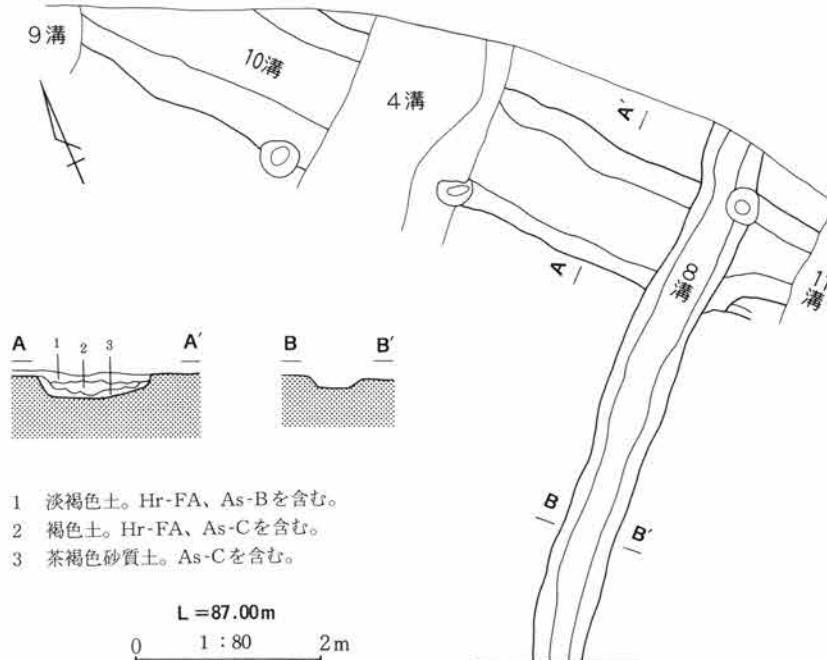 9溝
10溝
4溝
A′
A
8溝
11溝
A 1 2 3 A′
B B′
1 淡褐色土。Hr-FA、As-Bを含む。
2 褐色土。Hr-FA、As-Cを含む。
3 茶褐色砂質土。As-Cを含む。
B
B′
L=87.00m
0 1:80 2m